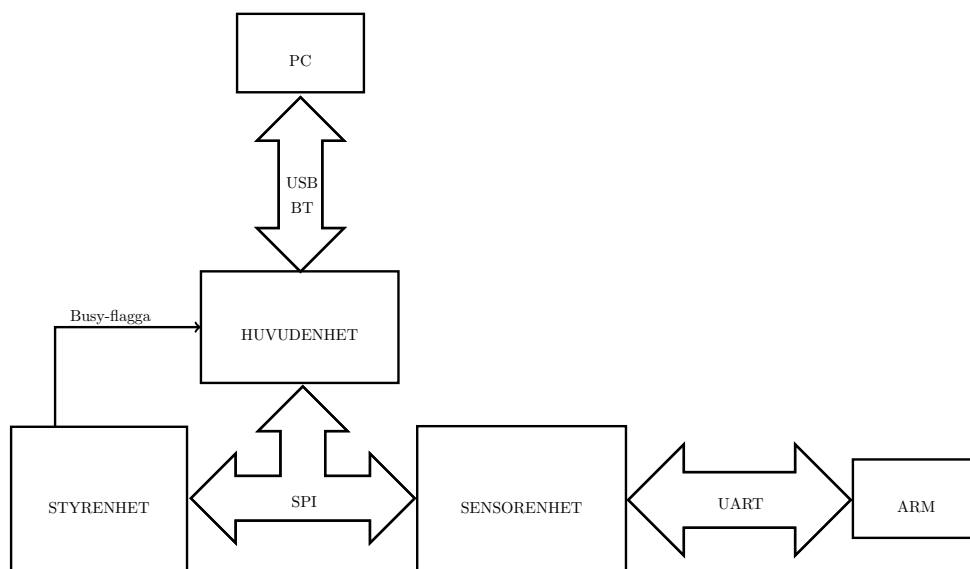 PC
USB
BT
Busy-flagga
HUVUDENHET
STYRENHET
SPI
SENSORENHET
UART
ARM